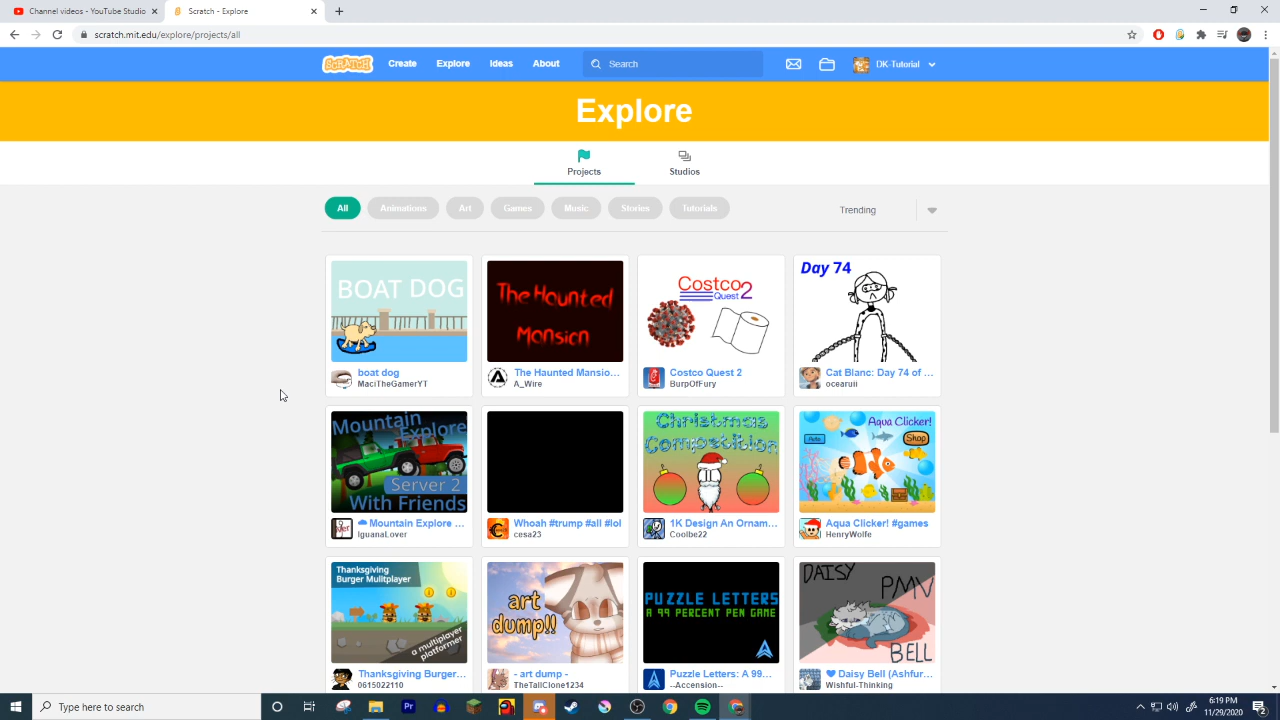 Channel videos - YouTube Studio
Scratch - Explore
scratch.mit.edu/explore/projects/all
SCRATCH Create Explore Ideas About Search DK-Tutorial
Explore
Projects Studios
All Animations Art Games Music Stories Tutorials Trending
BOAT DOG
boat dog
MaciTheGamerYT
The Haunted
Mansion
The Haunted Mansio...
A_Wire
Costco
Quest 2
Costco Quest 2
BurpOfFury
Day 74
Cat Blanc: Day 74 of ...
ocearuii
Mountain
Explore
Server 2
With Friends
Mountain Explore ...
IguanaLover
Whoah #trump #all #lol
cesa23
Christmas
Competition
1K Design An Ornam...
Coolbe22
Aqua Clicker!
Auto
Shop
Aqua Clicker! #games
HenryWolfe
Thanksgiving
Burger Mulitplayer
a multiplayer
platformer
Thanksgiving Burger...
0615022110
art
dump!!
- art dump -
TheTallClone1234
PUZZLE LETTERS
A 99 PERCENT PEN GAME
Puzzle Letters: A 99...
--Accension--
DAISY
PMV
BELL
Daisy Bell (Ashfur...
Wishful-Thinking
Type here to search
6:19 PM
11/29/2020
2